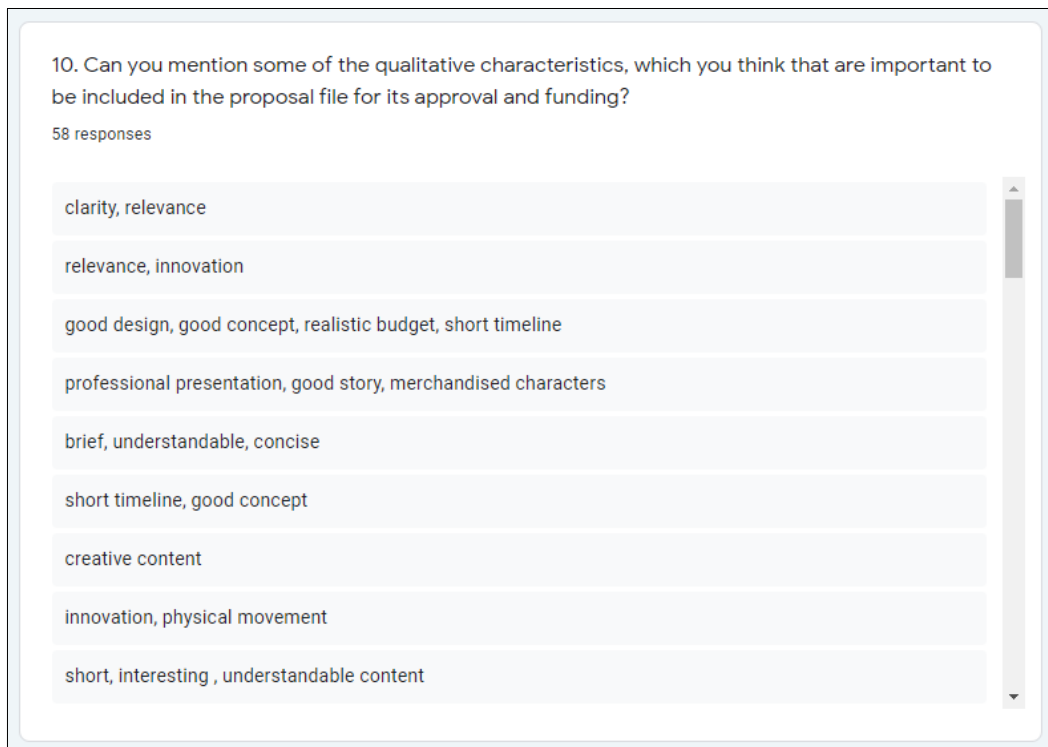 10. Can you mention some of the qualitative characteristics, which you think that are important to
be included in the proposal file for its approval and funding?
58 responses
clarity, relevance
relevance, innovation
good design, good concept, realistic budget, short timeline
professional presentation, good story, merchandised characters
brief, understandable, concise
short timeline, good concept
creative content
innovation, physical movement
short, interesting , understandable content